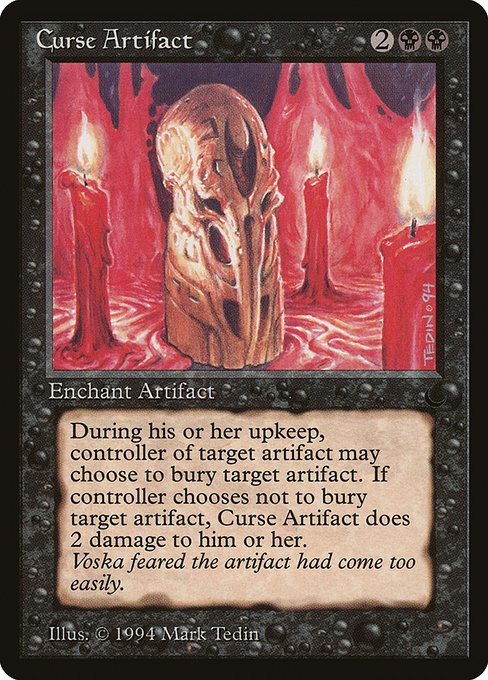 Curse Artifact 2
TEDIN © 94
Enchant Artifact
During his or her upkeep,
controller of target artifact may
choose to bury target artifact. If
controller chooses not to bury
target artifact, Curse Artifact does
2 damage to him or her.
Voska feared the artifact had come too
easily.
Illus. © 1994 Mark Tedin